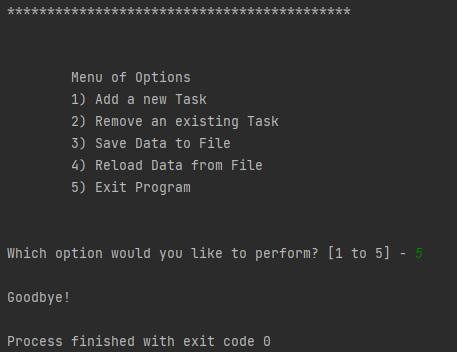 *******************************************
Menu of Options
1) Add a new Task
2) Remove an existing Task
3) Save Data to File
4) Reload Data from File
5) Exit Program
Which option would you like to perform? [1 to 5] - 5
Goodbye!
Process finished with exit code 0